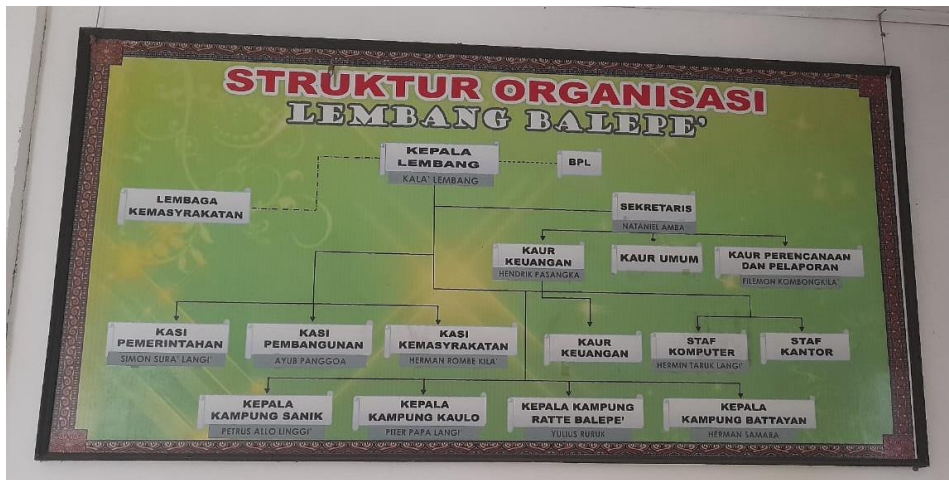 STRUKTUR ORGANISASI
LEMBANG BALEPE'
KEPALA
LEMBANG
KALA' LEMBANG
BPL
LEMBAGA
KEMASYRAKATAN
SEKRETARIS
NATANIEL AMBA
KAUR
KEUANGAN
HENDRIK PASANGKA
KAUR UMUM
KAUR PERENCANAAN
DAN PELAPORAN
FILEMON KOMBONGKILA'
KASI
PEMERINTAHAN
SIMON SURA' LANGI'
KASI
PEMBANGUNAN
AYUB PANGGOA
KASI
KEMASYRAKATAN
HERMAN ROMBE KILA'
KAUR
KEUANGAN
STAF
KOMPUTER
HERMIN TARUK LANGI'
STAF
KANTOR
KEPALA
KAMPUNG SANIK
PETRUS ALLO LINGGI'
KEPALA
KAMPUNG KAULO
PITER PAPA LANGI'
KEPALA KAMPUNG
RATTE BALEPE'
YULIUS RURUK
KEPALA
KAMPUNG BATTAYAN
HERMAN SAMARA